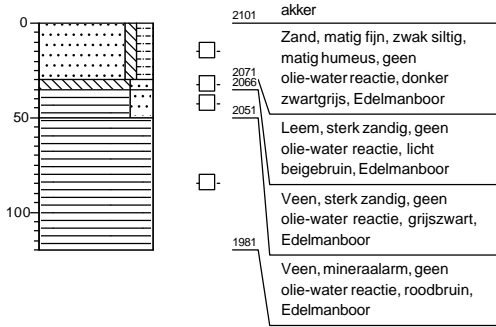 0
50
100
2101
2071
2066
2051
1981
akker
Zand, matig fijn, zwak siltig,
matig humeus, geen
olie-water reactie, donker
zwartgrijs, Edelmanboor
Leem, sterk zandig, geen
olie-water reactie, licht
beigebruin, Edelmanboor
Veen, sterk zandig, geen
olie-water reactie, grijszwart,
Edelmanboor
Veen, mineraalarm, geen
olie-water reactie, roodbruin,
Edelmanboor